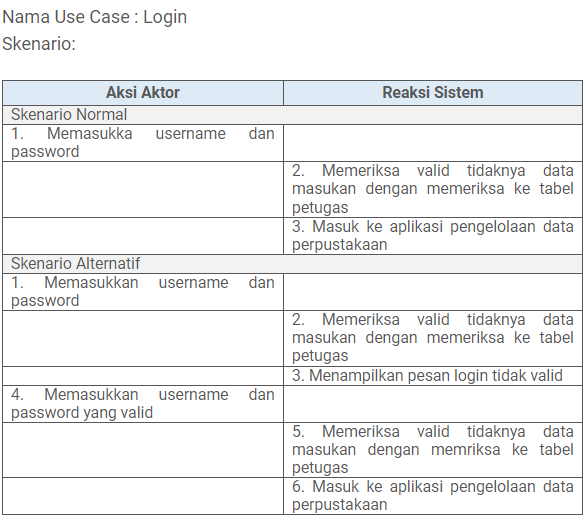 Nama Use Case : Login
Skenario:
Aksi Aktor
Reaksi Sistem
Skenario Normal
1. Memasukka username dan
password
2. Memeriksa valid tidaknya data
masukan dengan memeriksa ke tabel
petugas
3. Masuk ke aplikasi pengelolaan data
perpustakaan
Skenario Alternatif
1. Memasukkan username dan
password
2. Memeriksa valid tidaknya data
masukan dengan memeriksa ke tabel
petugas
3. Menampilkan pesan login tidak valid
4. Memasukkan username dan
password yang valid
5. Memeriksa valid tidaknya data
masukan dengan memriksa ke tabel
petugas
6. Masuk ke aplikasi pengelolaan data
perpustakaan